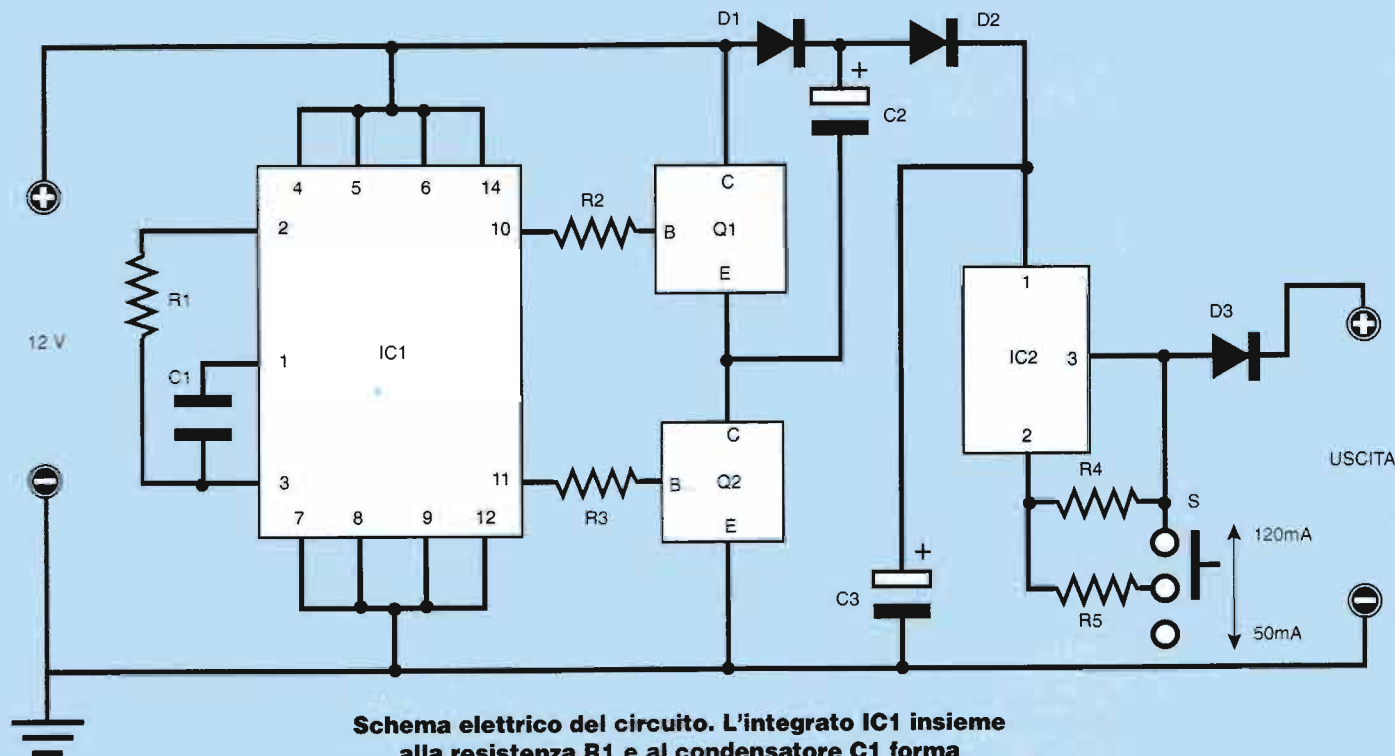 D1
D2
+
C2
4
5
6
14
C
2
10
R2
B
Q1
E
R1
1
D3
12 V
IC1
1
IC2
3
C1
2
C
USCITA
R4
3
11
R3
B
Q2
S
7
8
9
12
E
+
120mA
C3
R5
50mA
Schema elettrico del circuito. L'integrato IC1 insieme
alla resistenza R1 e al condensatore C1 forma